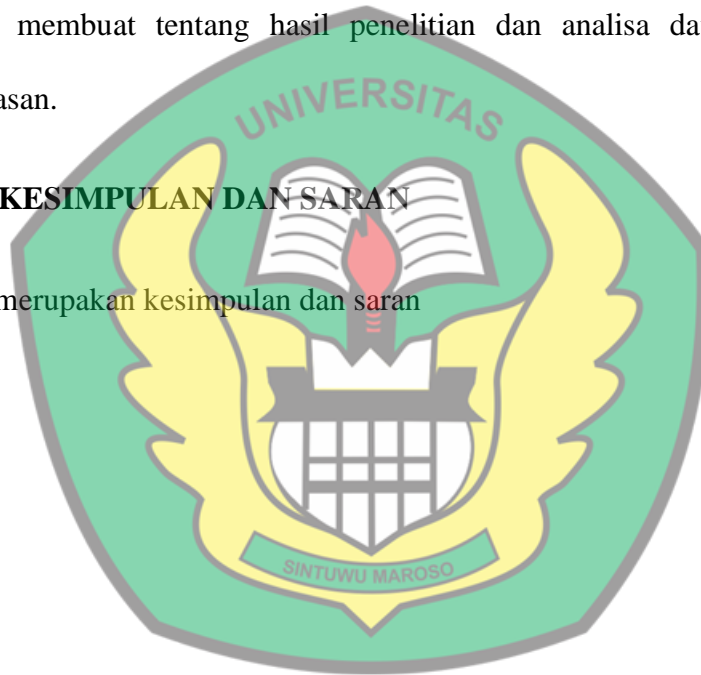 membuat tentang hasil penelitian dan analisa da
asan.
UNIVERSITAS
KESIMPULAN DAN SARAN
merupakan kesimpulan dan saran
SINTUWU MAROSO